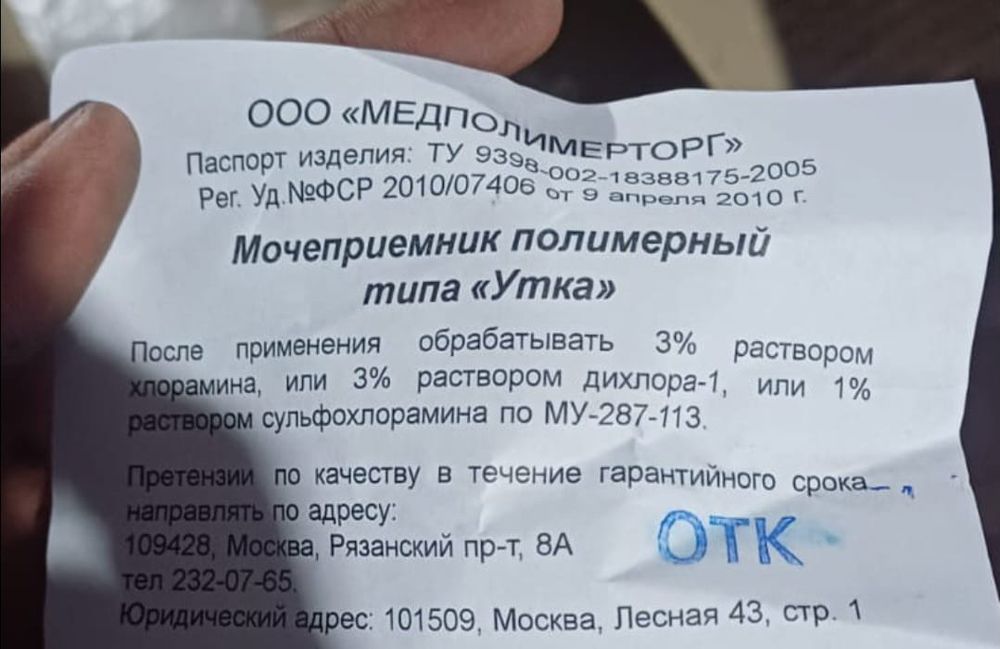 ООО «МЕДПОЛИМЕРТОРГ»
Паспорт изделия: ТУ 9398-002-18388175-2005
Рег. Уд.№ФСР 2010/07406 от 9 апреля 2010 г.
Мочеприемник полимерный
типа «Утка»
После применения обрабатывать 3% раствором
хлорамина, или 3% раствором дихлора-1, или 1%
раствором сульфохлорамина по МУ-287-113.
Претензии по качеству в течение гарантийного срока
направлять по адресу:
109428, Москва, Рязанский пр-т, 8А
ОТК
тел 232-07-65.
Юридический адрес: 101509, Москва, Лесная 43, стр. 1